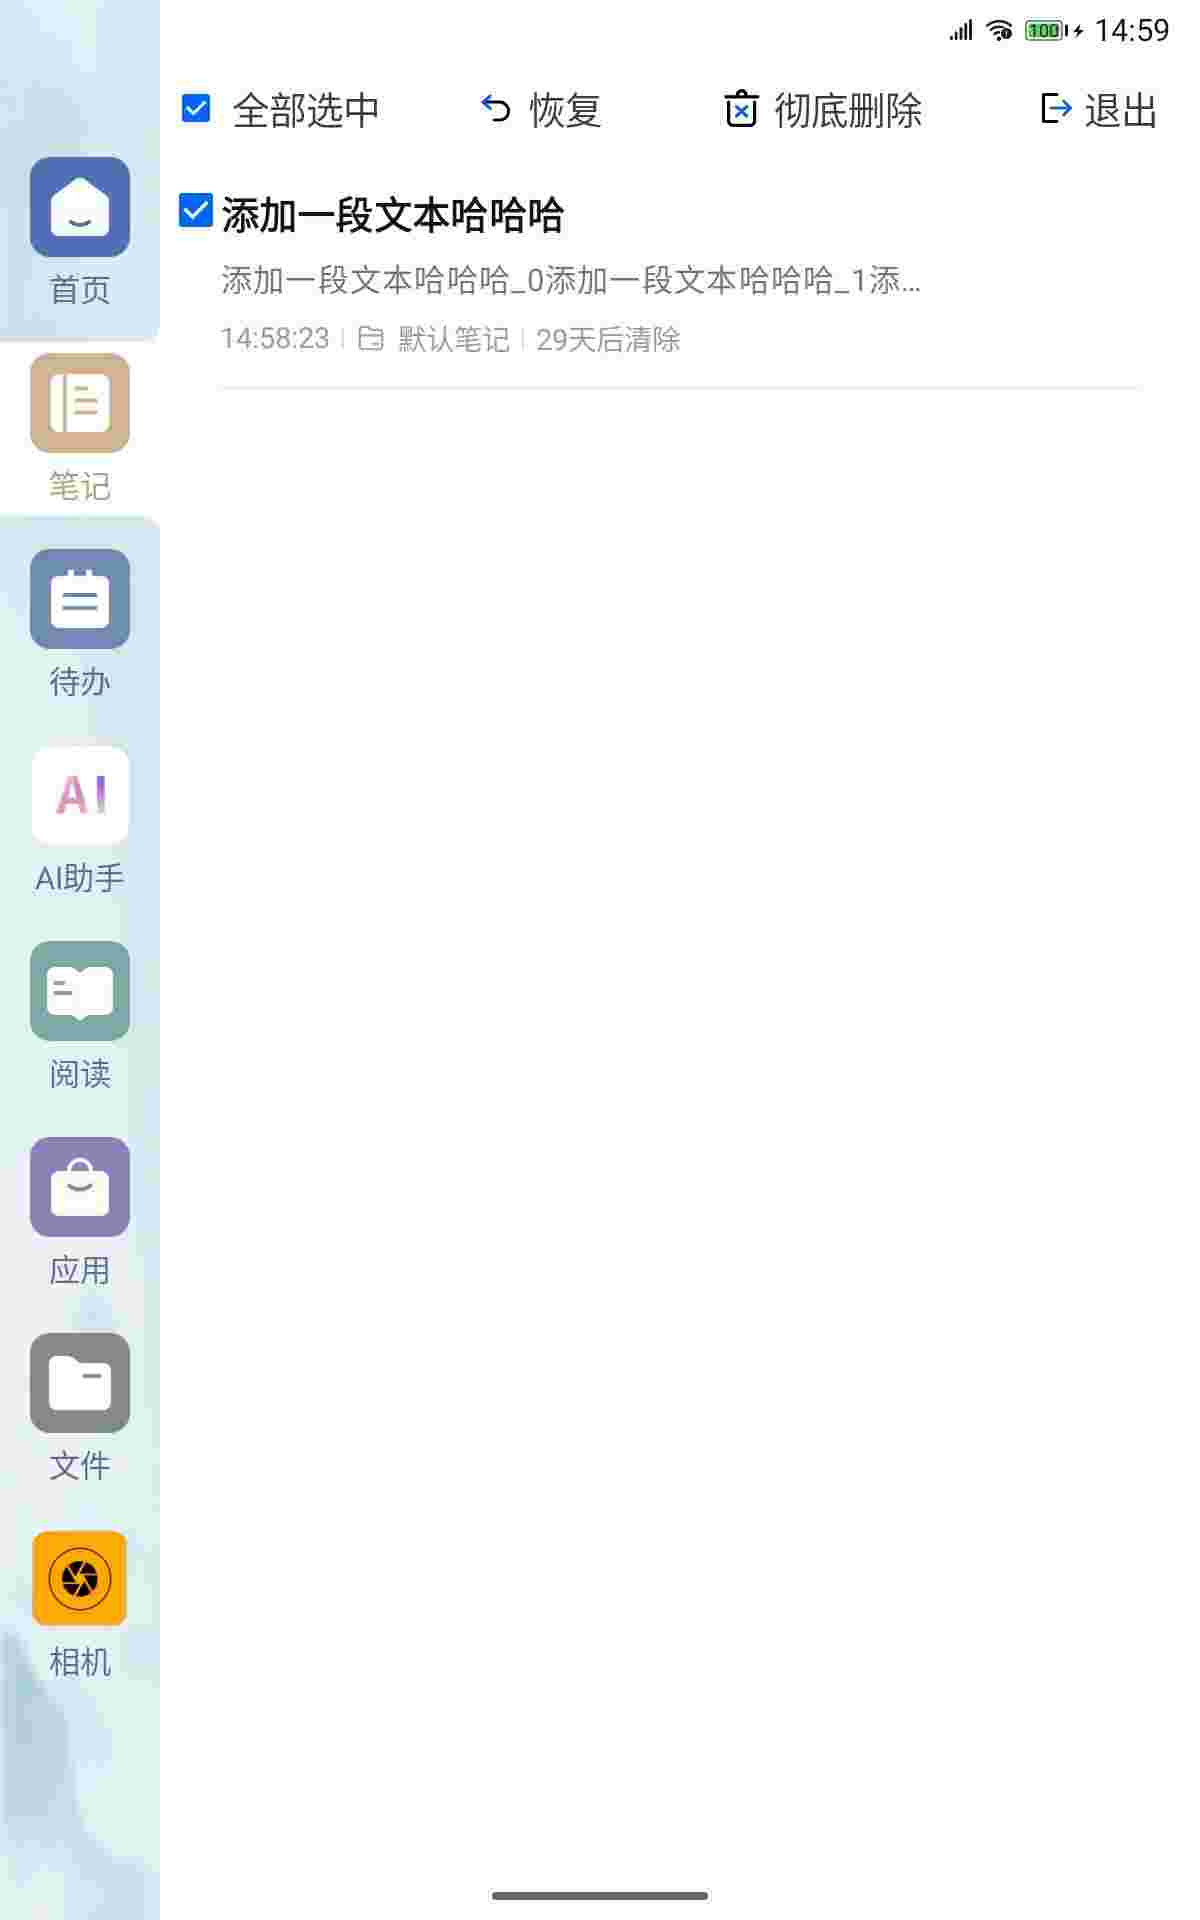 100 14:59
全部选中 恢复 彻底删除 退出
添加一段文本哈哈哈
添加一段文本哈哈哈_0添加一段文本哈哈哈_1添...
14:58:23 默认笔记 29天后清除
首页
笔记
待办
AI
AI助手
阅读
应用
文件
相机